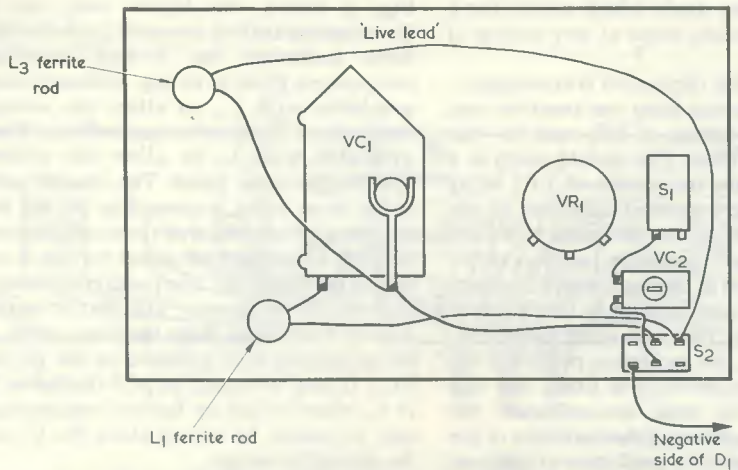 'Live lead'
L3 ferrite
rod
VC1
VR1
S1
VC2
S2
L1 ferrite rod
Negative
side of D1